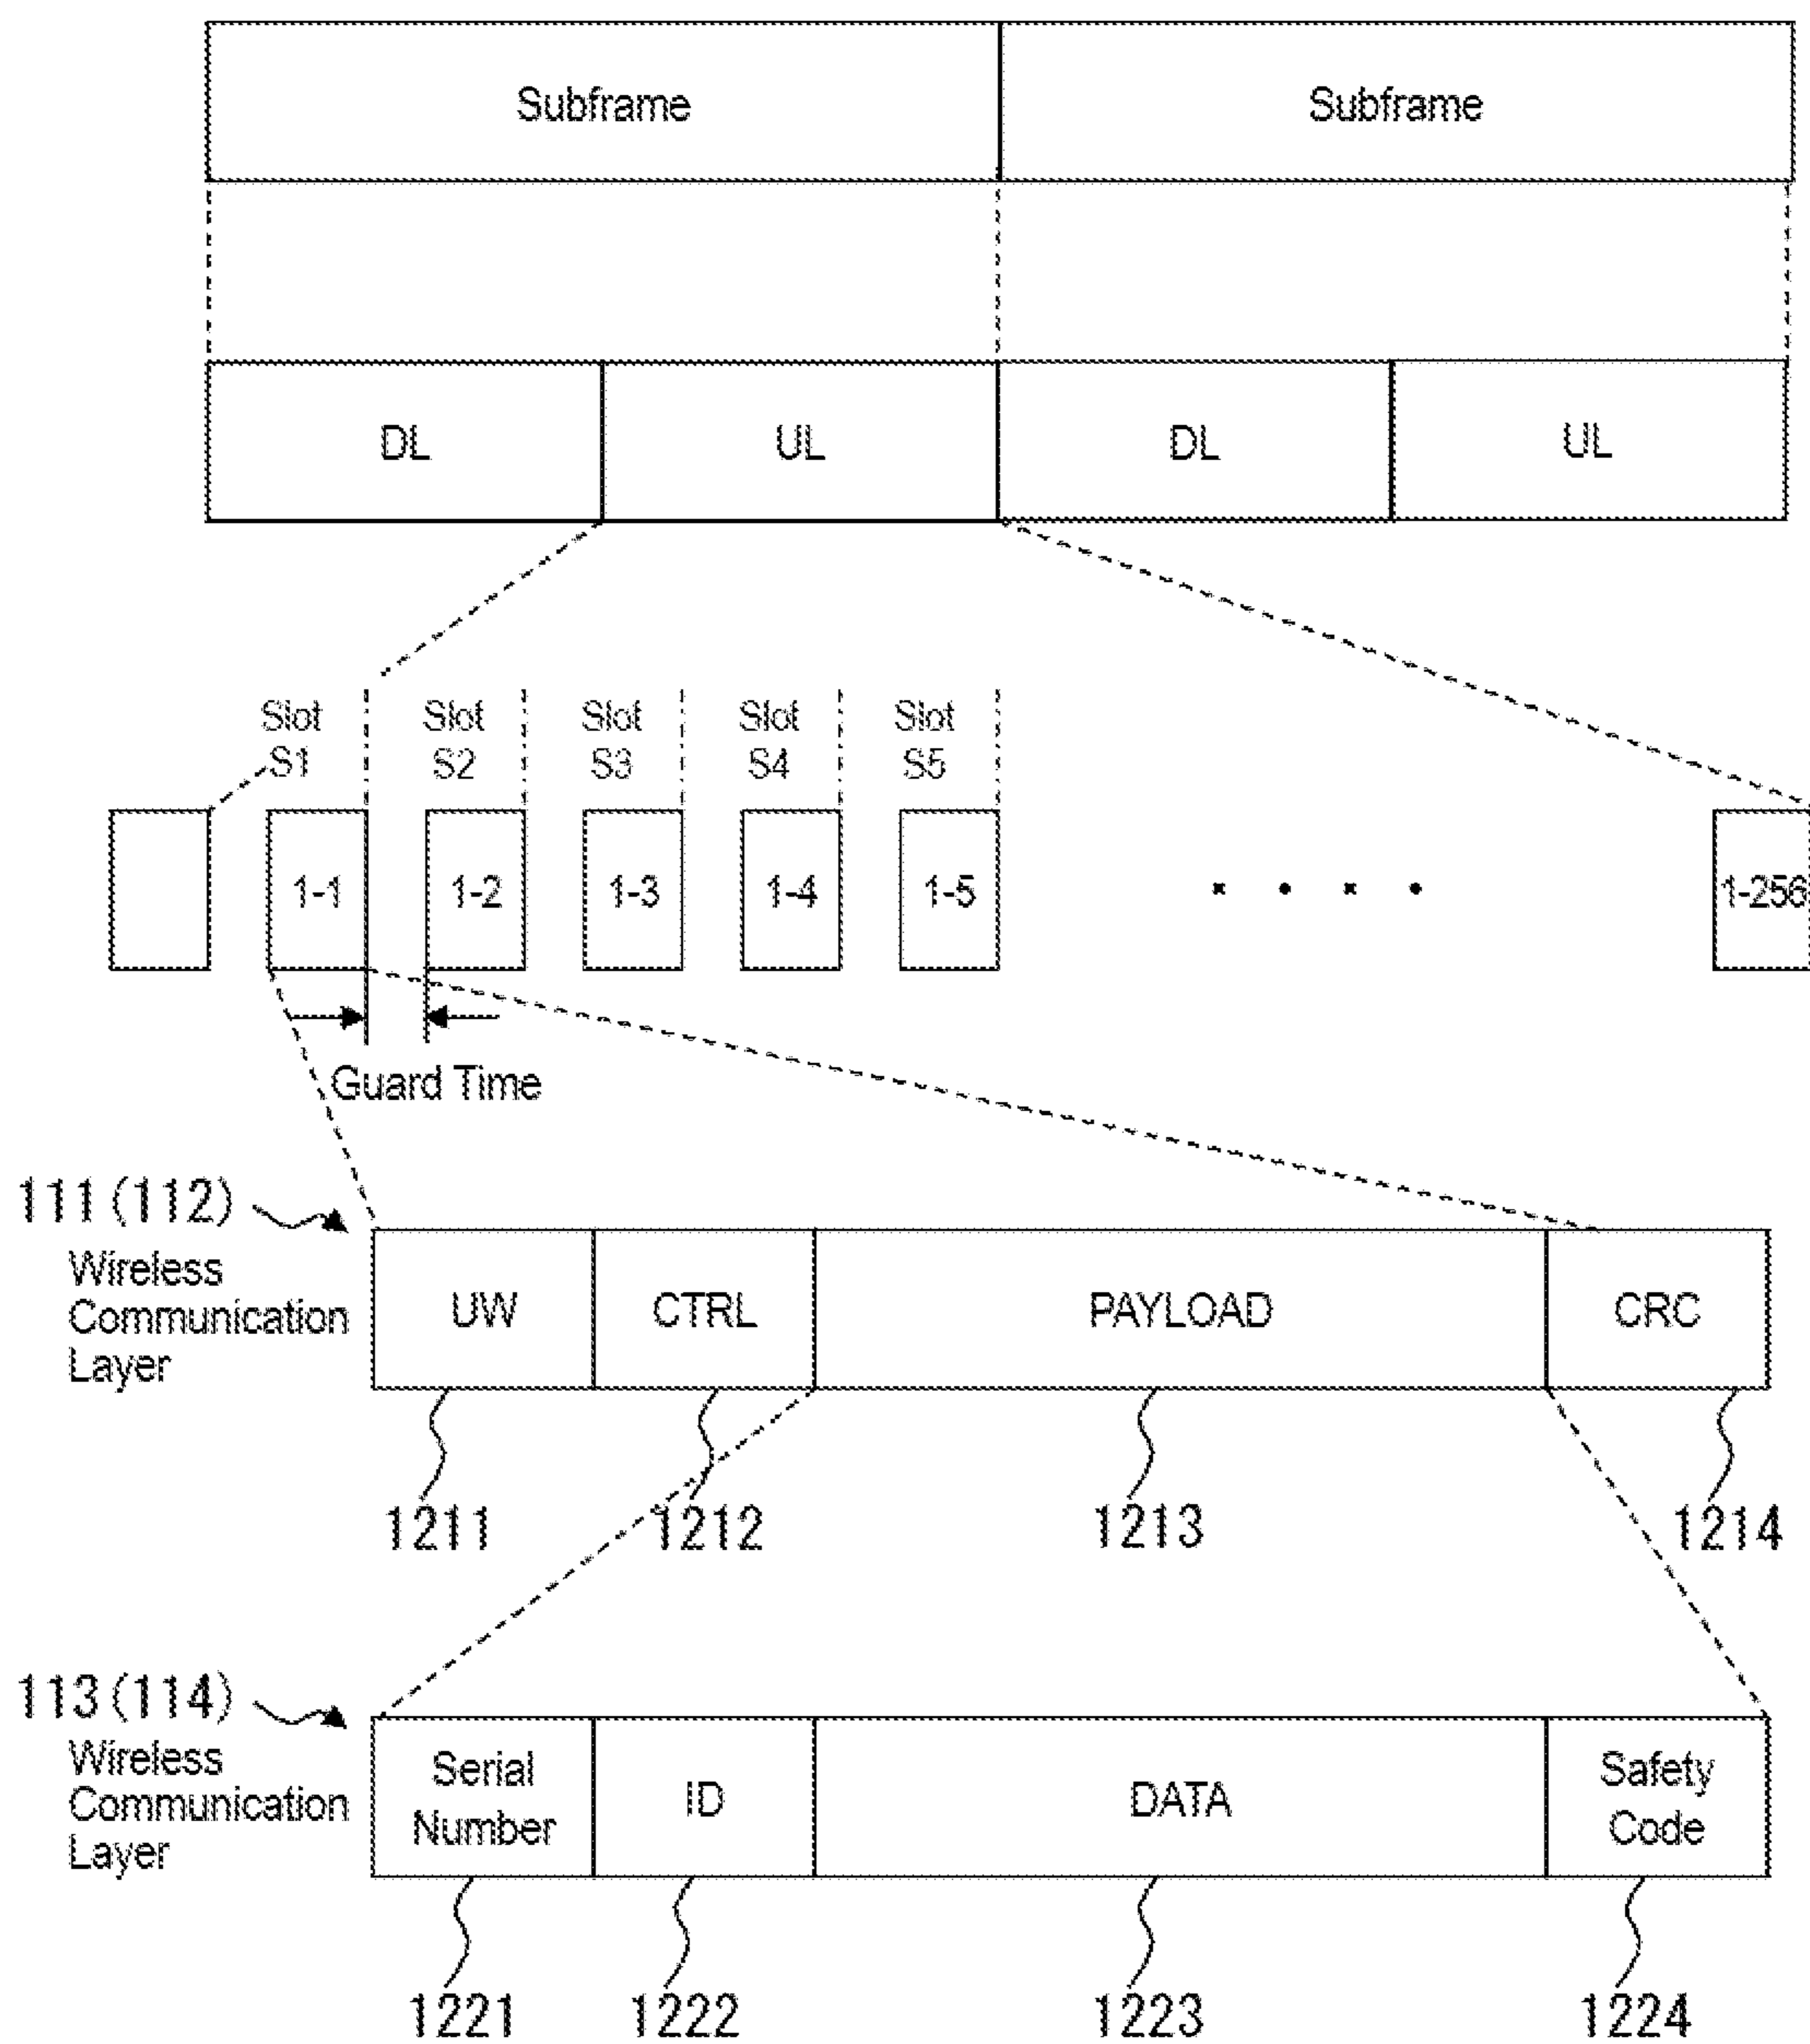 Subframe Subframe
DL UL DL UL
Slot Slot Slot Slot Slot
S1 S2 S3 S4 S5
1-1 1-2 1-3 1-4 1-5 1-256
Guard Time
111(112)
Wireless
Communication
Layer
UW CTRL PAYLOAD CRC
1211 1212 1213 1214
113(114)
Wireless
Communication
Layer
Serial
Number
ID DATA
Safety
Code
1221 1222 1223 1224